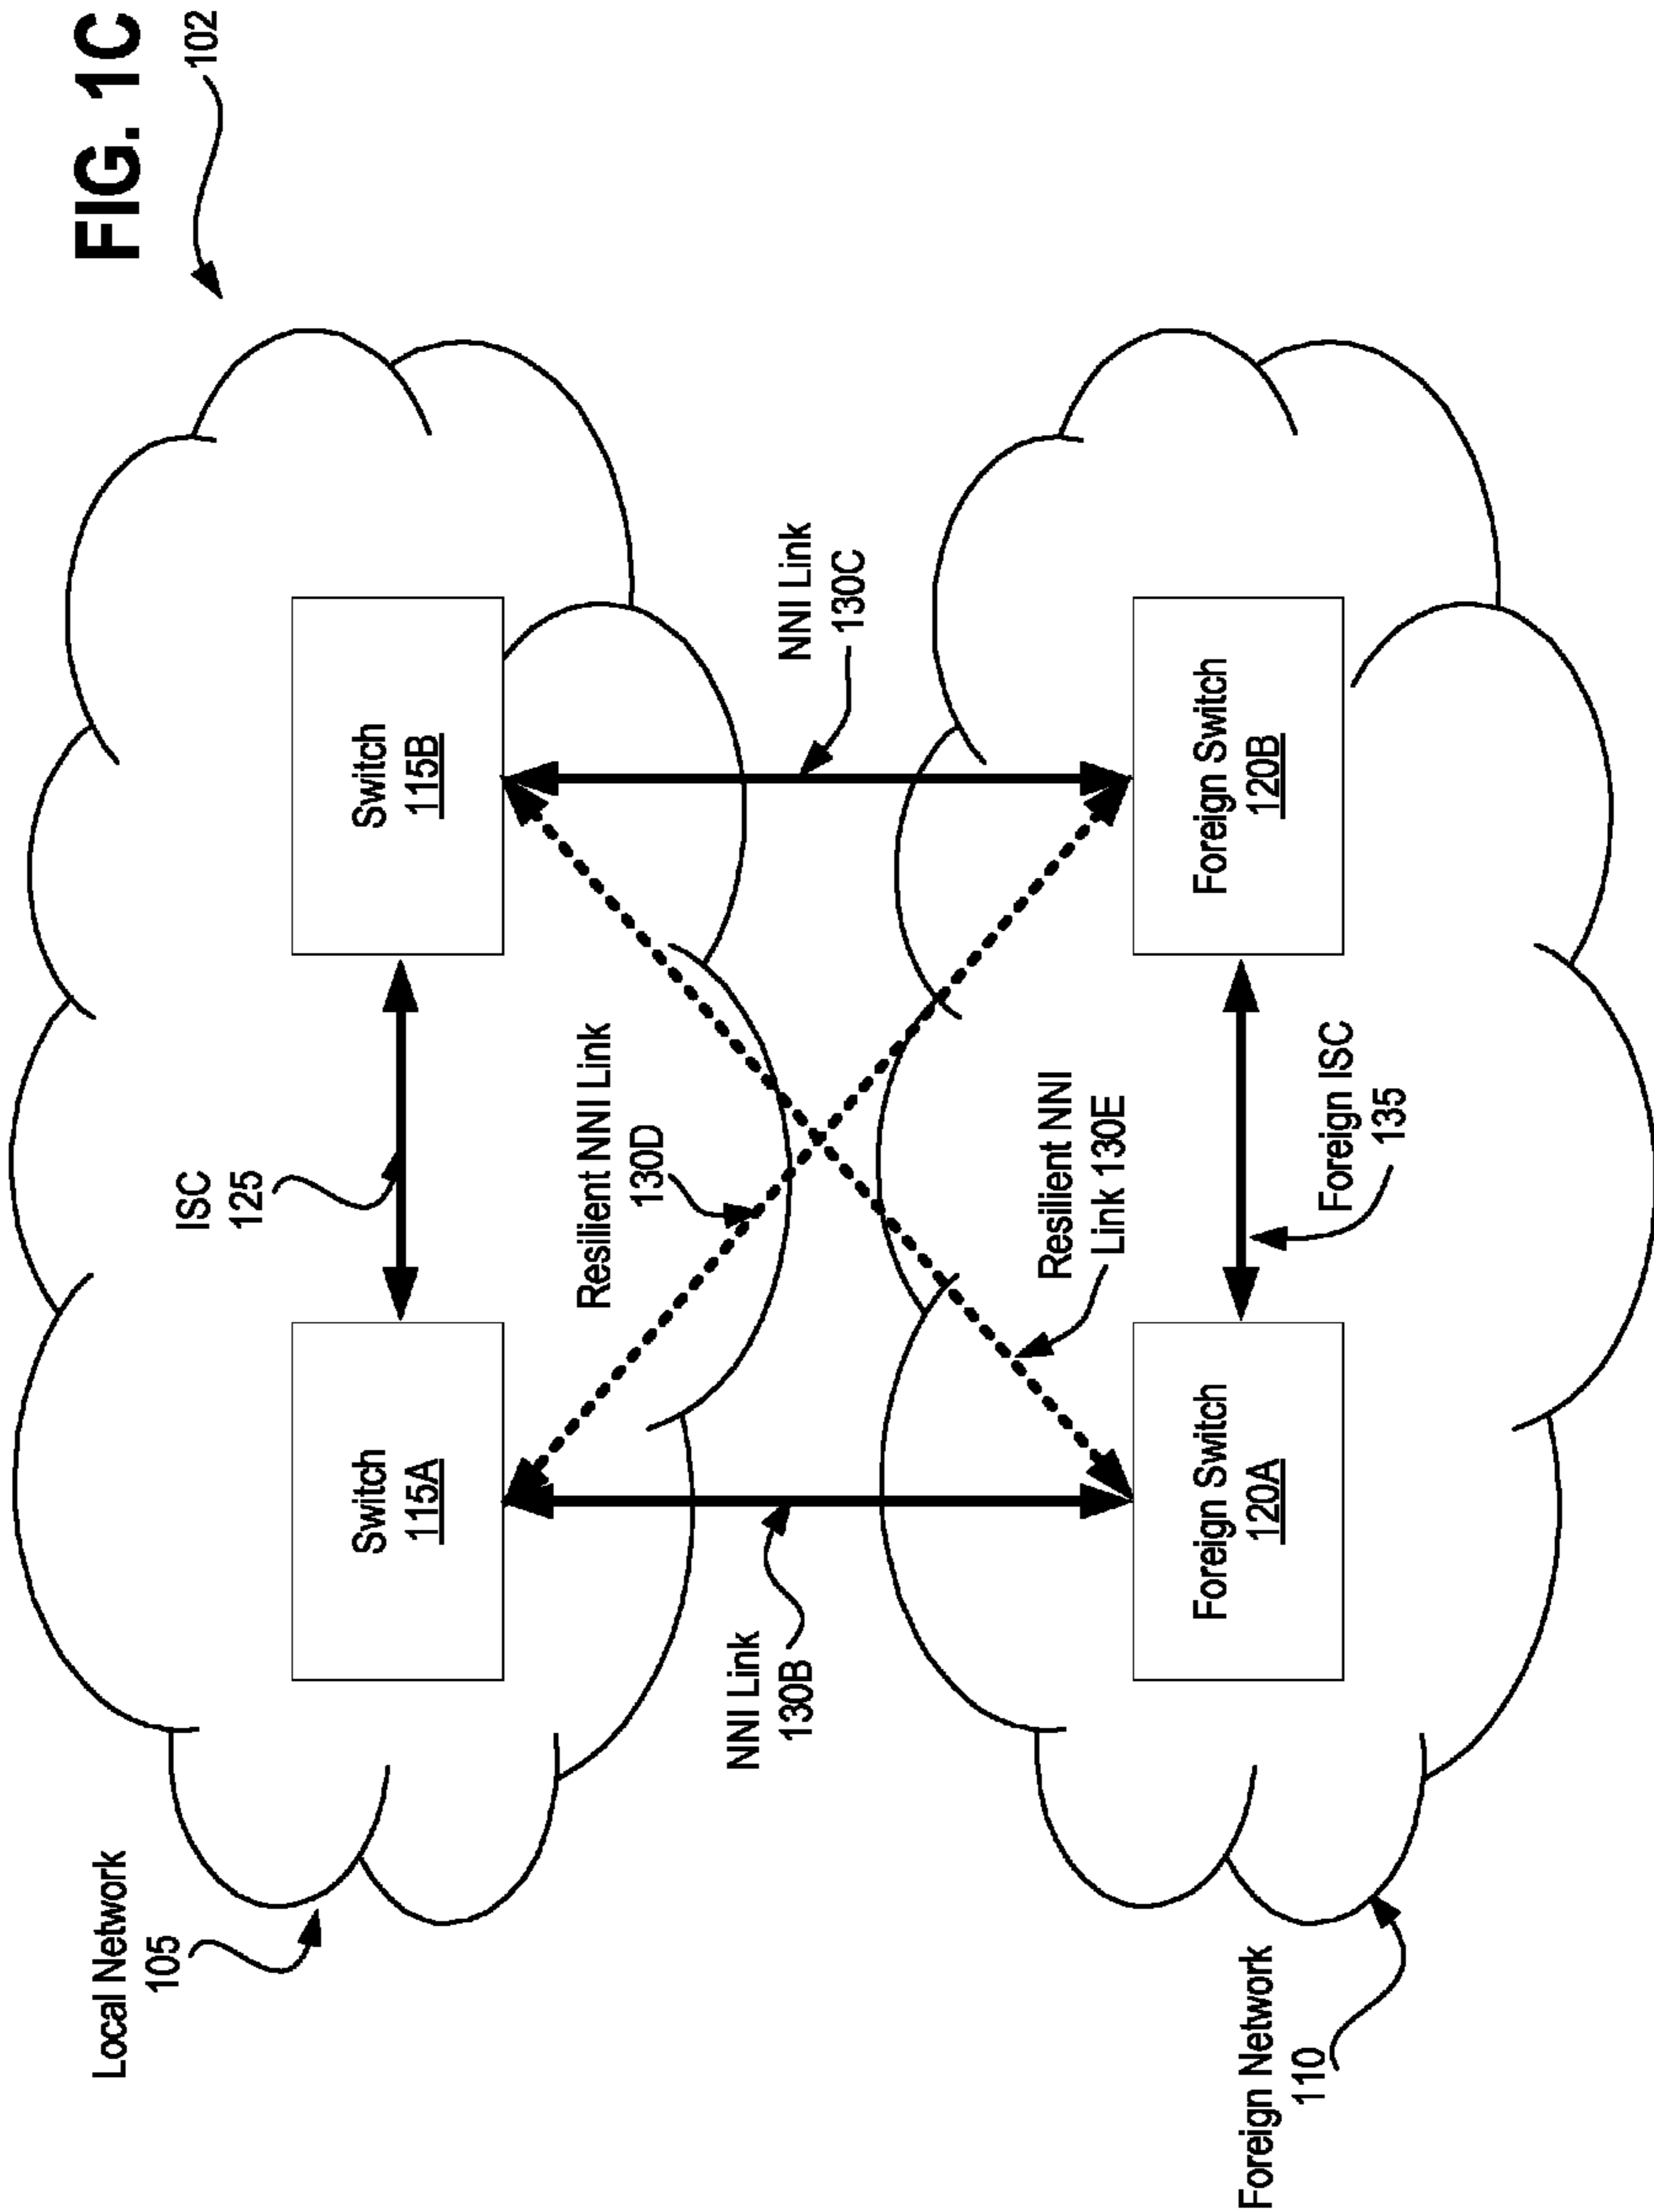 FIG. 1C
102
Local Network
105
ISC
125
Switch
115A
Switch
115B
Resilient NNI Link
130D
NNI Link
130B
NNI Link
130C
Resilient NNI
Link 130E
Foreign Switch
120A
Foreign Switch
120B
Foreign ISC
135
Foreign Network
110